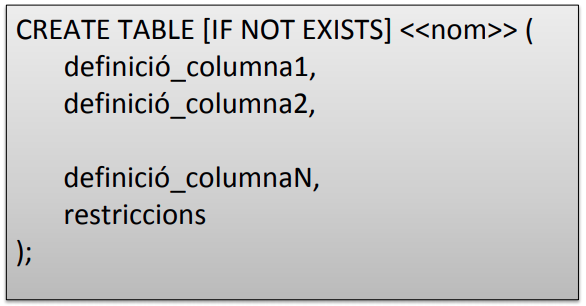 CREATE TABLE [IF NOT EXISTS] <<nom>> (
definició_columna1,
definició_columna2,
definició_columnaN,
restriccions
);